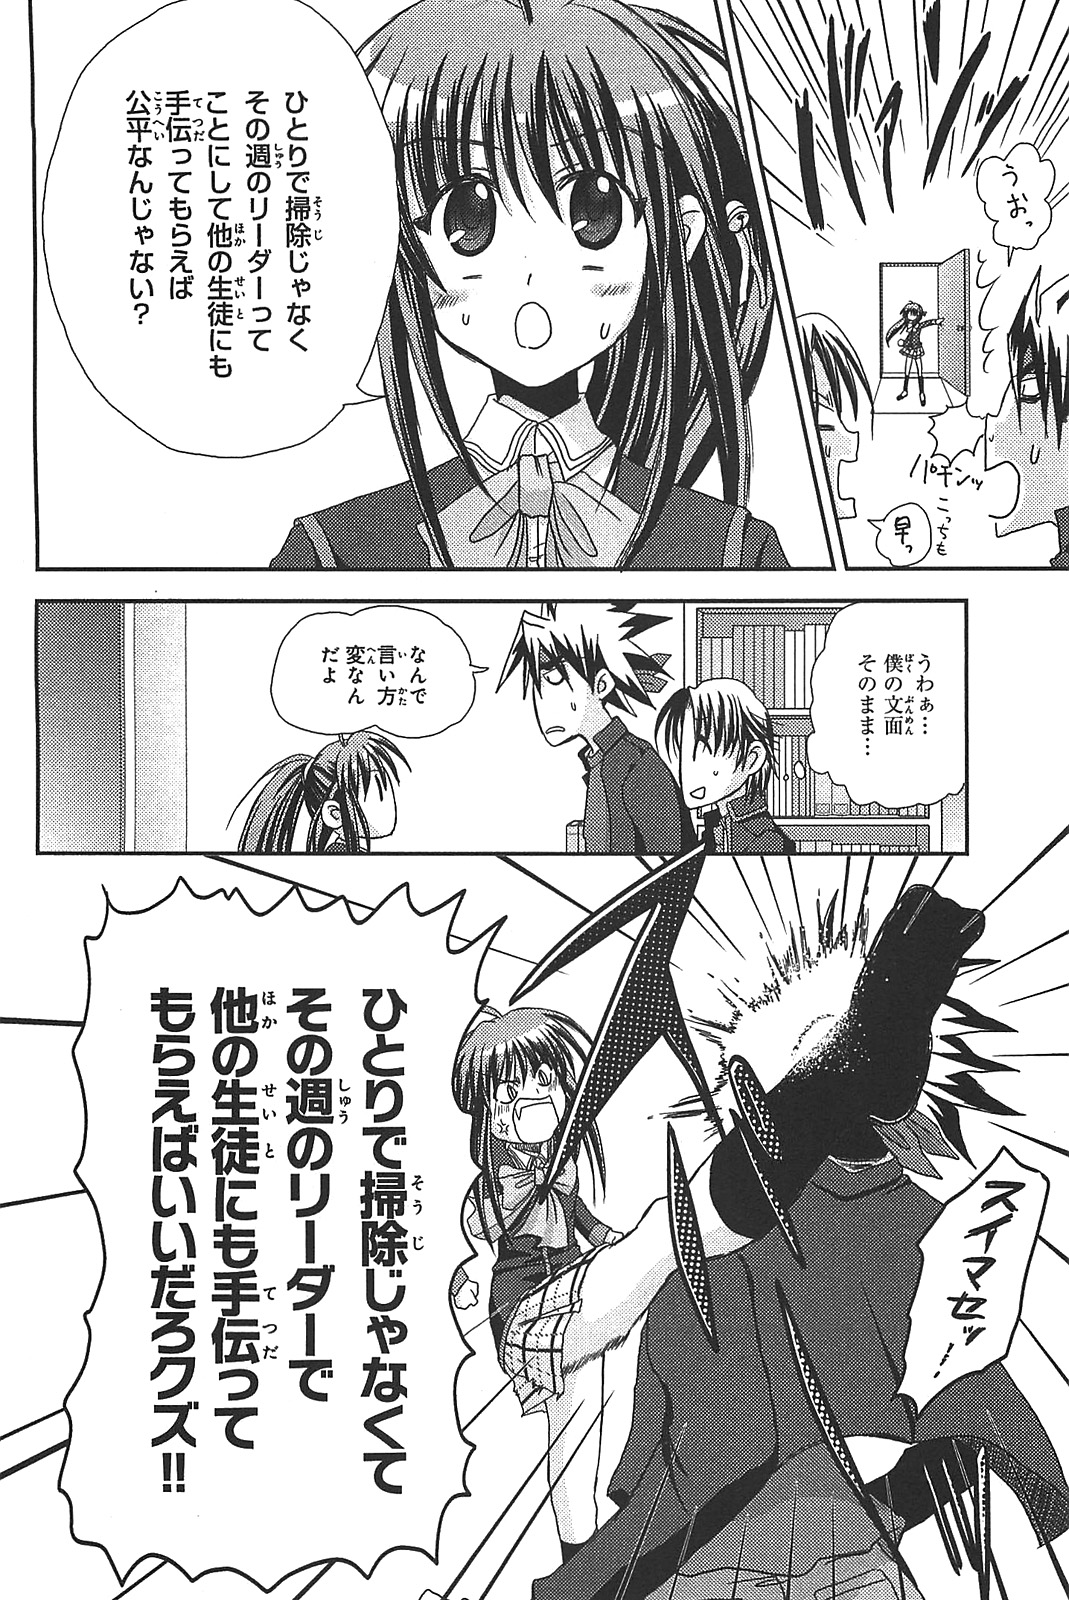 うおっ
パチンッ
こっちも
早っ
ひとりで掃除じゃなく
その週のリーダーって
ことにして他の生徒にも
手伝ってもらえば
公平なんじゃない？
うわぁ…
僕の文面
そのまま…
なんで
言い方
変なん
だよ
スイマセッ…！
ひとりで掃除じゃなくて
その週のリーダーで
他の生徒にも手伝って
もらえばいいだろクズ!!